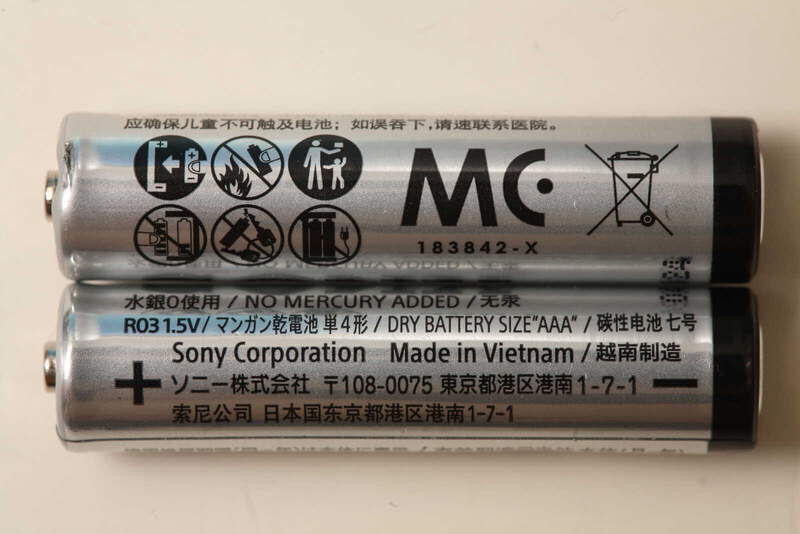 应确保儿童不可触及电池；如误吞下,请速联系医院。
MC
183842-X
水銀0使用 / NO MERCURY ADDED / 无汞
R03 1.5V/ マンガン乾電池 単4形 / DRY BATTERY SIZE"AAA" / 碳性电池 七号
Sony Corporation Made in Vietnam / 越南制造
+ ソニー株式会社 〒108-0075 東京都港区港南1-7-1 −
索尼公司 日本国东京都港区港南1-7-1